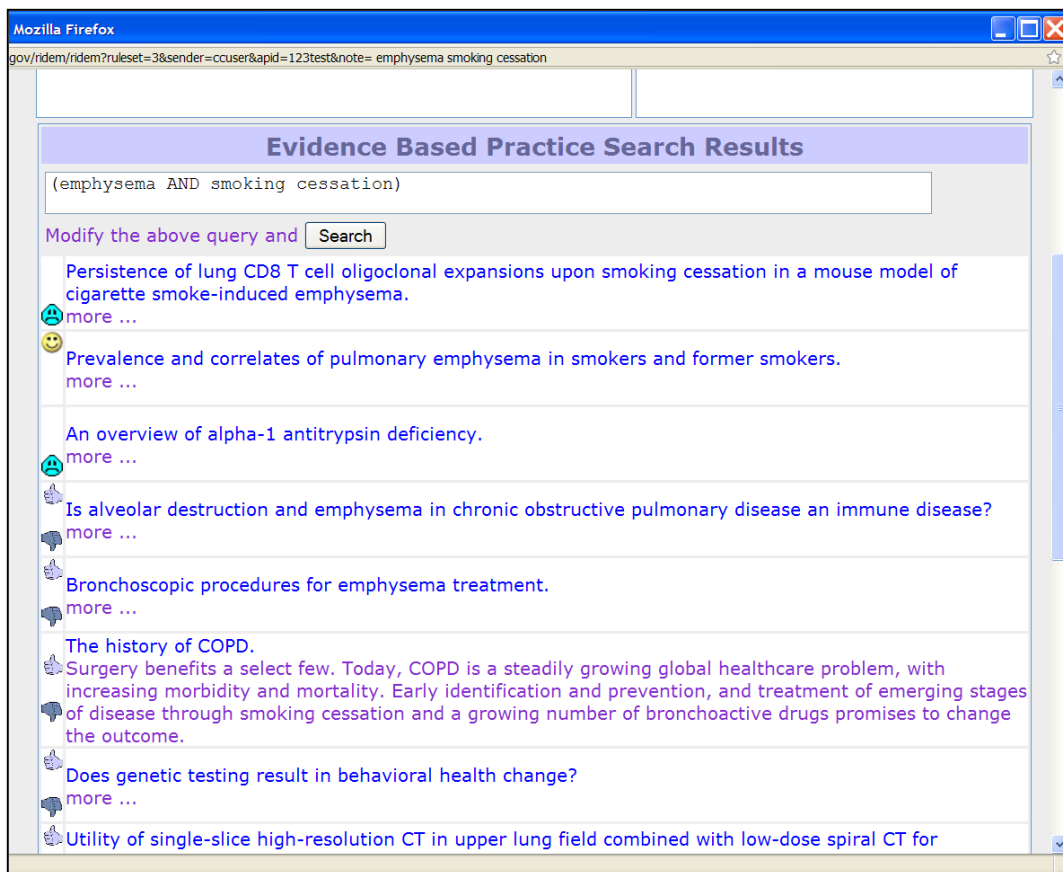 Mozilla Firefox
gov/ridem/ridem?ruleset=3&sender=ccuser&apid=123test&note= emphysema smoking cessation
Evidence Based Practice Search Results
(emphysema AND smoking cessation)
Modify the above query and Search
Persistence of lung CD8 T cell oligoclonal expansions upon smoking cessation in a mouse model of
cigarette smoke-induced emphysema.
more ...
Prevalence and correlates of pulmonary emphysema in smokers and former smokers.
more ...
An overview of alpha-1 antitrypsin deficiency.
more ...
Is alveolar destruction and emphysema in chronic obstructive pulmonary disease an immune disease?
more ...
Bronchoscopic procedures for emphysema treatment.
more ...
The history of COPD.
Surgery benefits a select few. Today, COPD is a steadily growing global healthcare problem, with
increasing morbidity and mortality. Early identification and prevention, and treatment of emerging stages
of disease through smoking cessation and a growing number of bronchoactive drugs promises to change
the outcome.
Does genetic testing result in behavioral health change?
more ...
Utility of single-slice high-resolution CT in upper lung field combined with low-dose spiral CT for